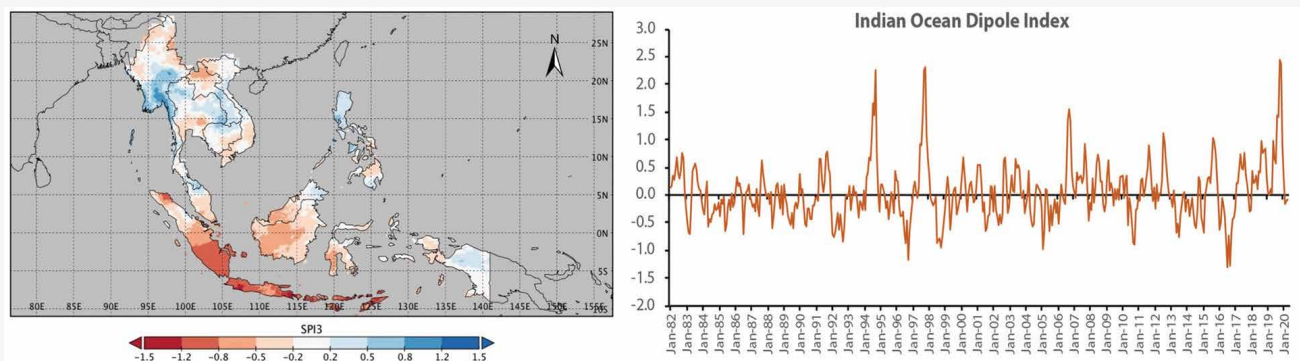 N
25N
20N
15N
10N
5N
0N
5S
10S
80E 85E 90E 95E 100E 105E 110E 115E 120E 125E 130E 135E 140E 145E 150E 155E
SPI3
-1.5 -1.2 -0.8 -0.5 -0.2 0.2 0.5 0.8 1.2 1.5
Indian Ocean Dipole Index
3.0
2.5
2.0
1.5
1.0
0.5
0.0
-0.5
-1.0
-1.5
-2.0
Jan-82
Jan-83
Jan-84
Jan-85
Jan-86
Jan-87
Jan-88
Jan-89
Jan-90
Jan-91
Jan-92
Jan-93
Jan-94
Jan-95
Jan-96
Jan-97
Jan-98
Jan-99
Jan-00
Jan-01
Jan-02
Jan-03
Jan-04
Jan-05
Jan-06
Jan-07
Jan-08
Jan-09
Jan-10
Jan-11
Jan-12
Jan-13
Jan-14
Jan-15
Jan-16
Jan-17
Jan-18
Jan-19
Jan-20